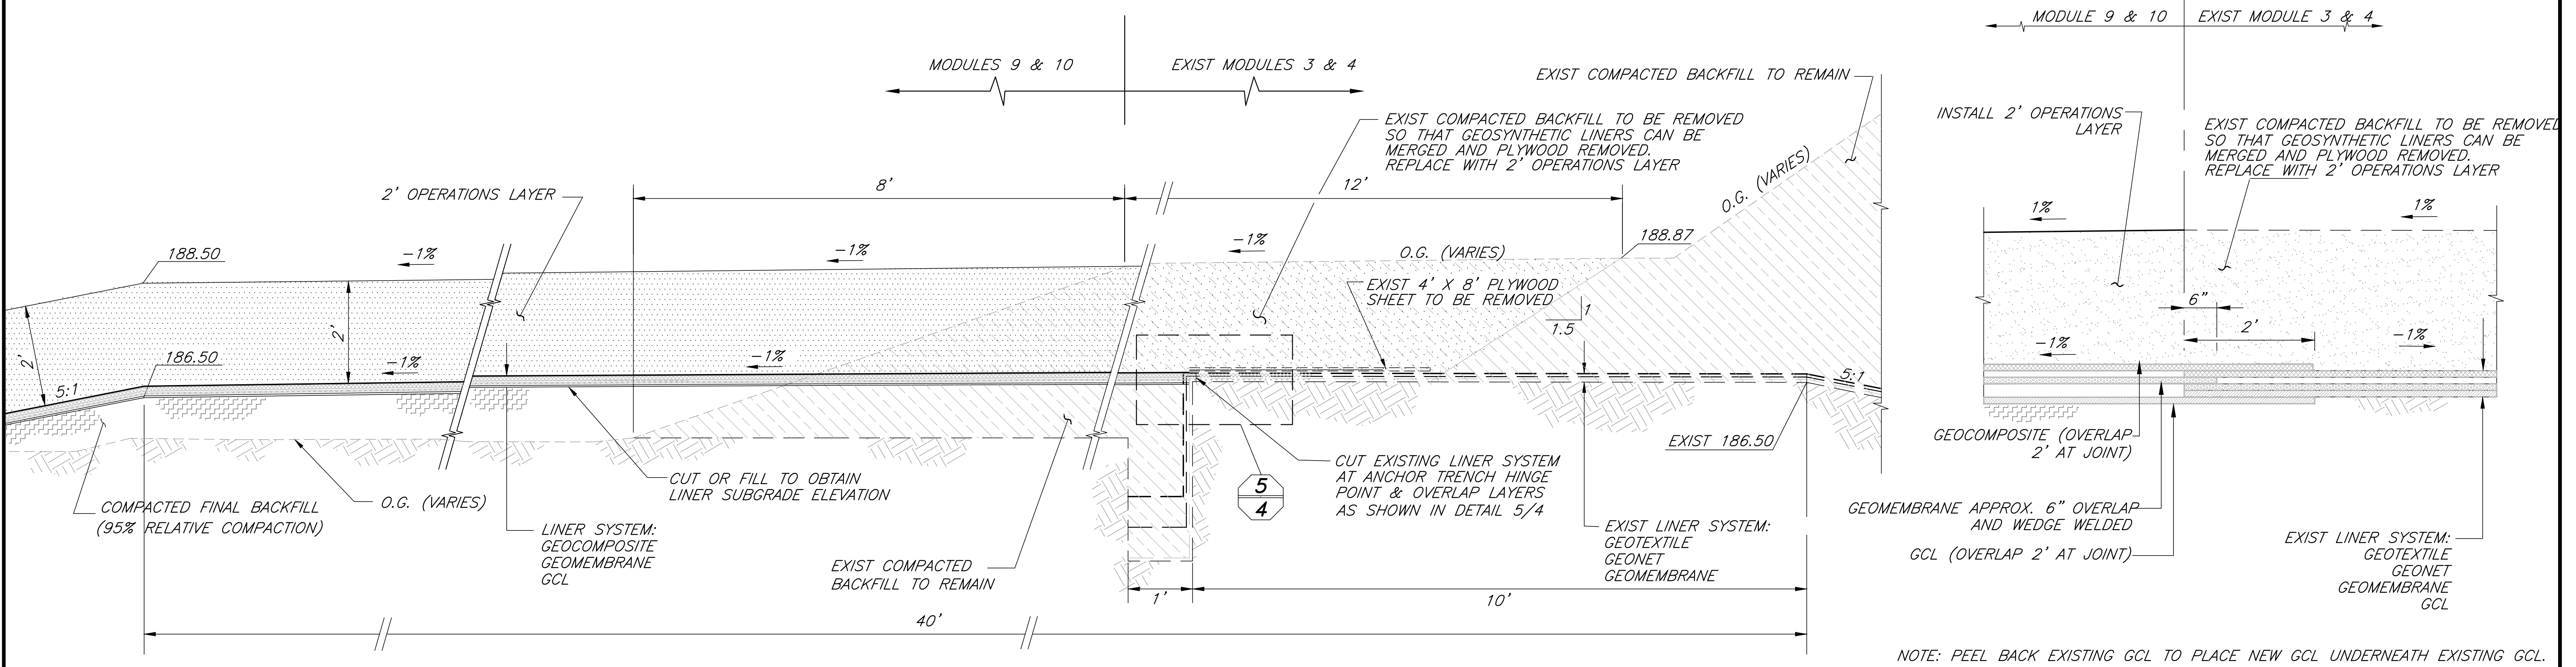 MODULES 9 & 10
EXIST MODULES 3 & 4
EXIST COMPACTED BACKFILL TO REMAIN
EXIST COMPACTED BACKFILL TO BE REMOVED
SO THAT GEOSYNTHETIC LINERS CAN BE
MERGED AND PLYWOOD REMOVED.
REPLACE WITH 2' OPERATIONS LAYER
2' OPERATIONS LAYER
8'
12'
O.G. (VARIES)
188.50
-1%
-1%
-1%
O.G. (VARIES)
188.87
EXIST 4' X 8' PLYWOOD
SHEET TO BE REMOVED
1
1.5
2'
2'
186.50
5:1
-1%
-1%
5:1
EXIST 186.50
COMPACTED FINAL BACKFILL
(95% RELATIVE COMPACTION)
O.G. (VARIES)
CUT OR FILL TO OBTAIN
LINER SUBGRADE ELEVATION
LINER SYSTEM:
GEOCOMPOSITE
GEOMEMBRANE
GCL
EXIST COMPACTED
BACKFILL TO REMAIN
5
4
CUT EXISTING LINER SYSTEM
AT ANCHOR TRENCH HINGE
POINT & OVERLAP LAYERS
AS SHOWN IN DETAIL 5/4
EXIST LINER SYSTEM:
GEOTEXTILE
GEONET
GEOMEMBRANE
1'
10'
40'
MODULE 9 & 10
EXIST MODULE 3 & 4
INSTALL 2' OPERATIONS
LAYER
EXIST COMPACTED BACKFILL TO BE REMOVED
SO THAT GEOSYNTHETIC LINERS CAN BE
MERGED AND PLYWOOD REMOVED.
REPLACE WITH 2' OPERATIONS LAYER
1%
1%
6"
2'
-1%
-1%
GEOCOMPOSITE (OVERLAP
2' AT JOINT)
GEOMEMBRANE APPROX. 6" OVERLAP
AND WEDGE WELDED
GCL (OVERLAP 2' AT JOINT)
EXIST LINER SYSTEM:
GEOTEXTILE
GEONET
GEOMEMBRANE
GCL
NOTE: PEEL BACK EXISTING GCL TO PLACE NEW GCL UNDERNEATH EXISTING GCL.